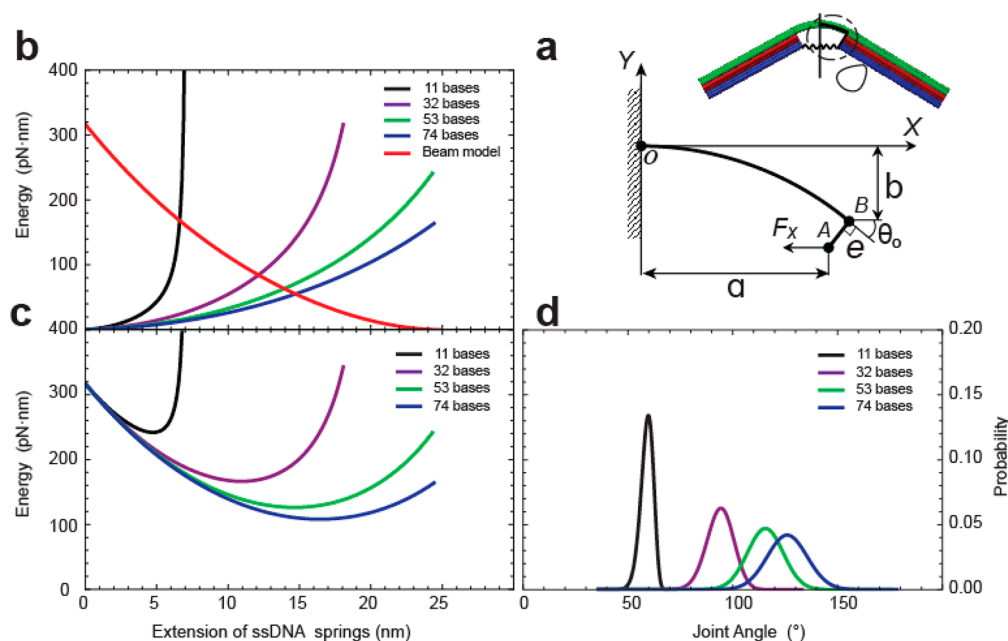 b
400
300
200
100
400
Energy (pN·nm)
11 bases
32 bases
53 bases
74 bases
Beam model
a
Y
X
O
b
B
A
Fx
e
θo
a
c
300
200
100
0
Energy (pN·nm)
11 bases
32 bases
53 bases
74 bases
0 5 10 15 20 25
Extension of ssDNA springs (nm)
d
11 bases
32 bases
53 bases
74 bases
0.20
0.15
0.10
0.05
0.00
Probability
0 50 100 150
Joint Angle (°)